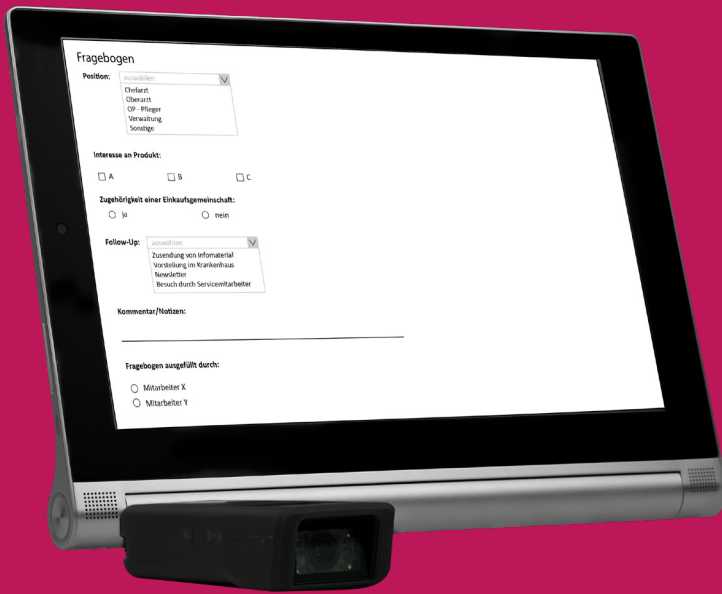 Fragebogen
Position: auswählen
Chefarzt
Oberarzt
OP - Pfleger
Verwaltung
Sonstige
Interesse an Produkt:
A B C
Zugehörigkeit einer Einkaufsgemeinschaft:
ja nein
Follow-Up: auswählen
Zusendung von Infomaterial
Vorstellung im Krankenhaus
Newsletter
Besuch durch Servicemitarbeiter
Kommentar/Notizen:
Fragebogen ausgefüllt durch:
Mitarbeiter X
Mitarbeiter Y